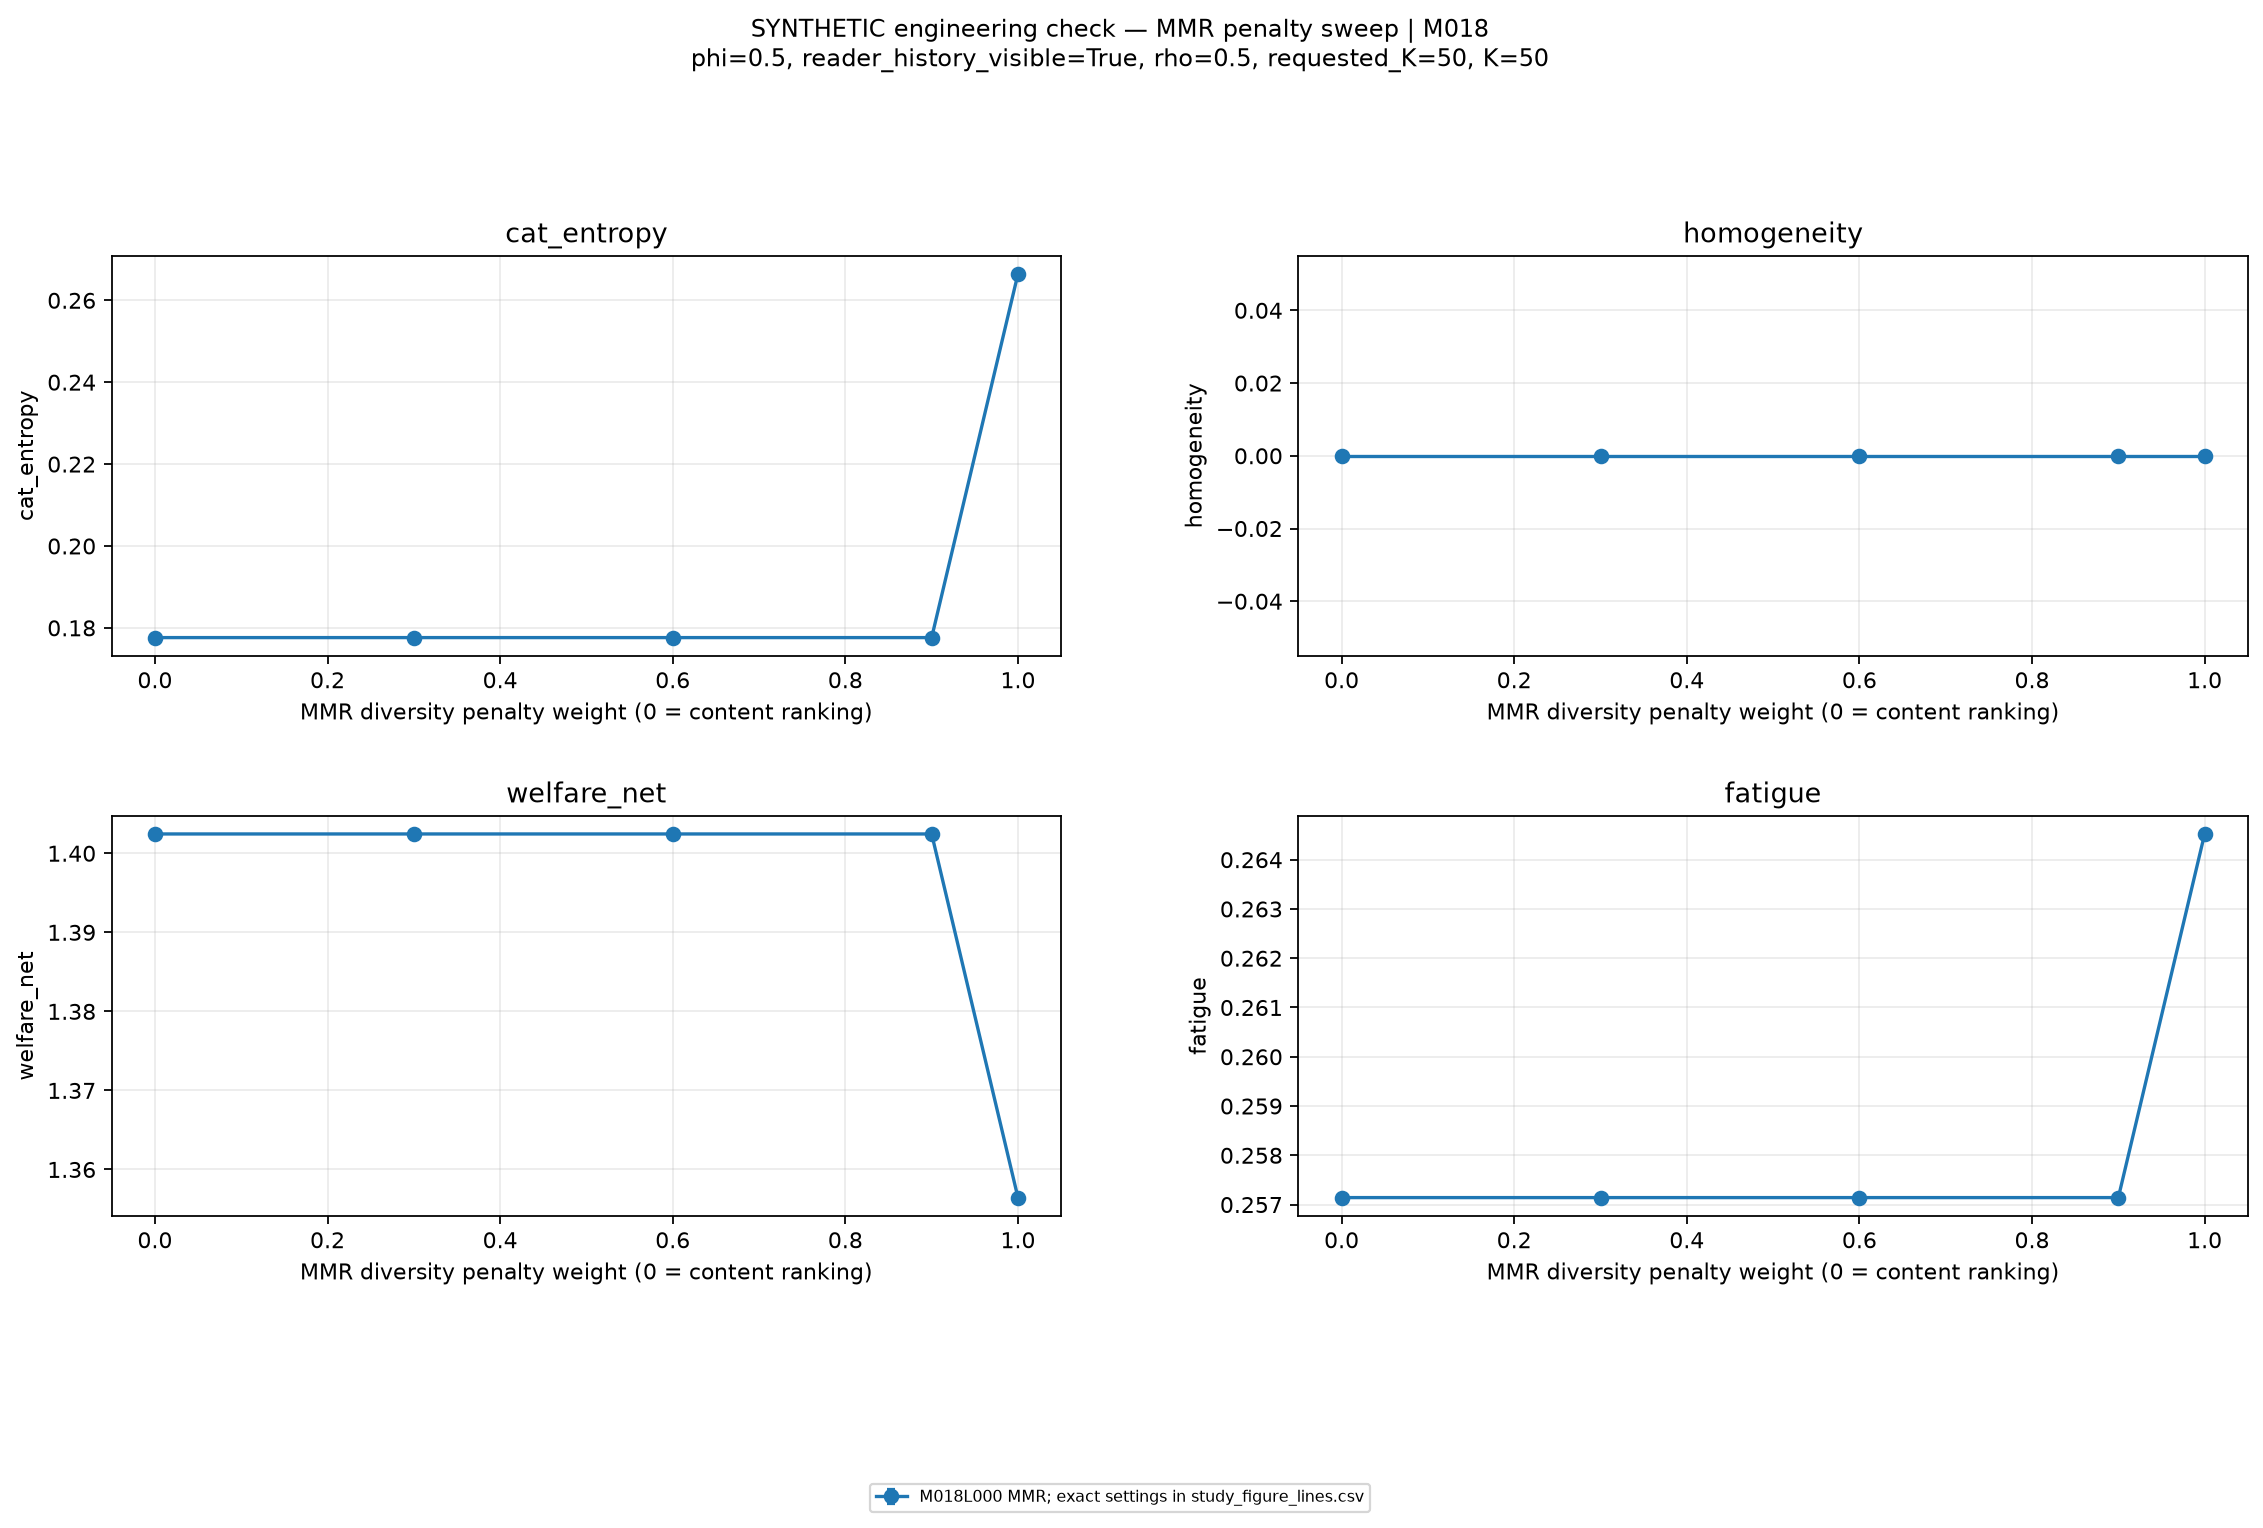 SYNTHETIC engineering check — MMR penalty sweep | M018
phi=0.5, reader_history_visible=True, rho=0.5, requested_K=50, K=50
cat_entropy
cat_entropy
0.26
0.24
0.22
0.20
0.18
0.0 0.2 0.4 0.6 0.8 1.0
MMR diversity penalty weight (0 = content ranking)
homogeneity
homogeneity
0.04
0.02
0.00
−0.02
−0.04
0.0 0.2 0.4 0.6 0.8 1.0
MMR diversity penalty weight (0 = content ranking)
welfare_net
welfare_net
1.40
1.39
1.38
1.37
1.36
0.0 0.2 0.4 0.6 0.8 1.0
MMR diversity penalty weight (0 = content ranking)
fatigue
fatigue
0.264
0.263
0.262
0.261
0.260
0.259
0.258
0.257
0.0 0.2 0.4 0.6 0.8 1.0
MMR diversity penalty weight (0 = content ranking)
M018L000 MMR; exact settings in study_figure_lines.csv